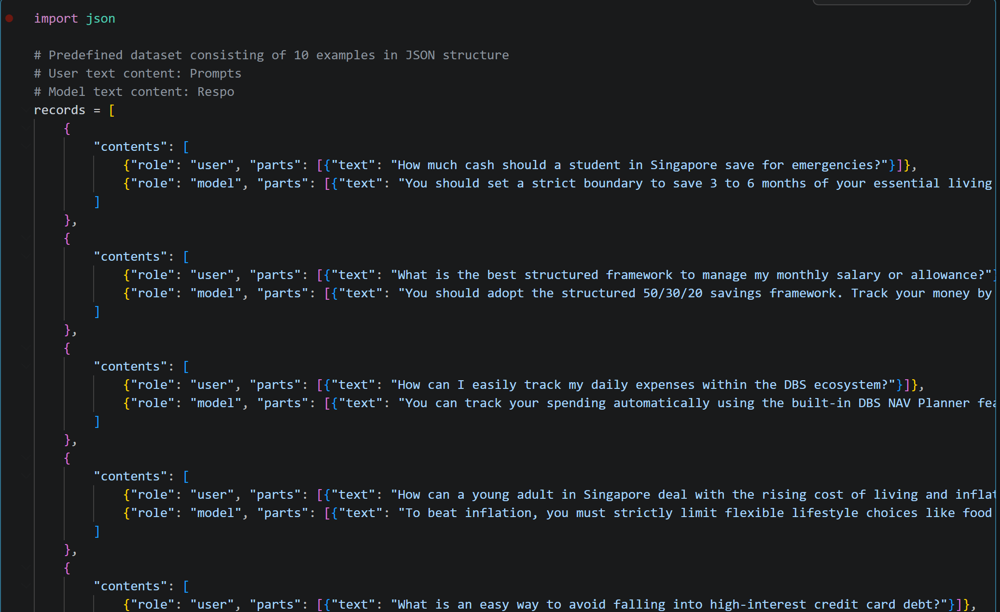 import json
# Predefined dataset consisting of 10 examples in JSON structure
# User text content: Prompts
# Model text content: Respo
records = [
    {
        "contents": [
            {"role": "user", "parts": [{"text": "How much cash should a student in Singapore save for emergencies?"}]},
            {"role": "model", "parts": [{"text": "You should set a strict boundary to save 3 to 6 months of your essential living
        ]
    },
    {
        "contents": [
            {"role": "user", "parts": [{"text": "What is the best structured framework to manage my monthly salary or allowance?"}
            {"role": "model", "parts": [{"text": "You should adopt the structured 50/30/20 savings framework. Track your money by
        ]
    },
    {
        "contents": [
            {"role": "user", "parts": [{"text": "How can I easily track my daily expenses within the DBS ecosystem?"}]},
            {"role": "model", "parts": [{"text": "You can track your spending automatically using the built-in DBS NAV Planner fea
        ]
    },
    {
        "contents": [
            {"role": "user", "parts": [{"text": "How can a young adult in Singapore deal with the rising cost of living and inflat
            {"role": "model", "parts": [{"text": "To beat inflation, you must strictly limit flexible lifestyle choices like food
        ]
    },
    {
        "contents": [
            {"role": "user", "parts": [{"text": "What is an easy way to avoid falling into high-interest credit card debt?"}]},